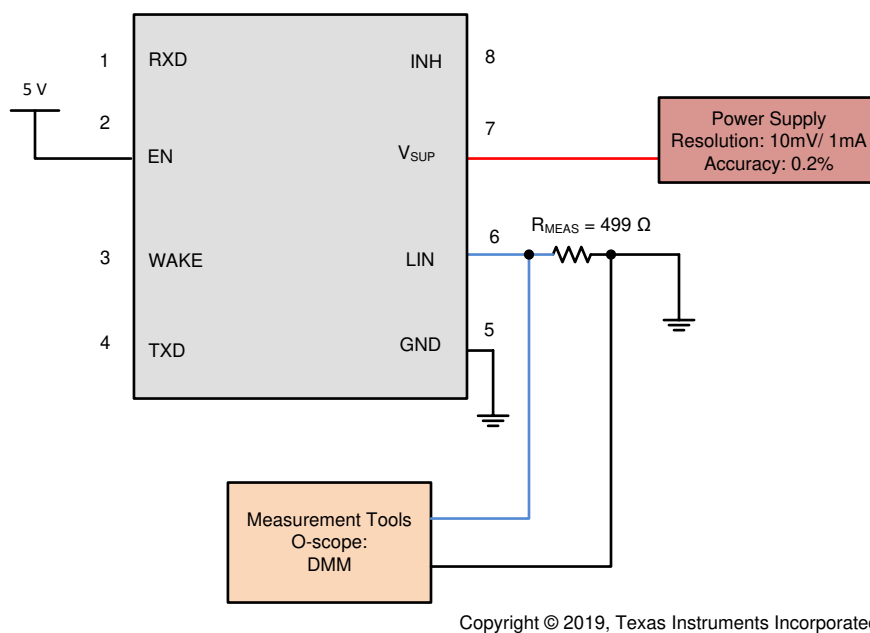 1 RXD INH 8
5 V
2 EN VSUP 7
Power Supply
Resolution: 10mV/ 1mA
Accuracy: 0.2%
RMEAS = 499 Ω
3 WAKE LIN 6
4 TXD GND 5
Measurement Tools
O-scope:
DMM
Copyright © 2019, Texas Instruments Incorporated